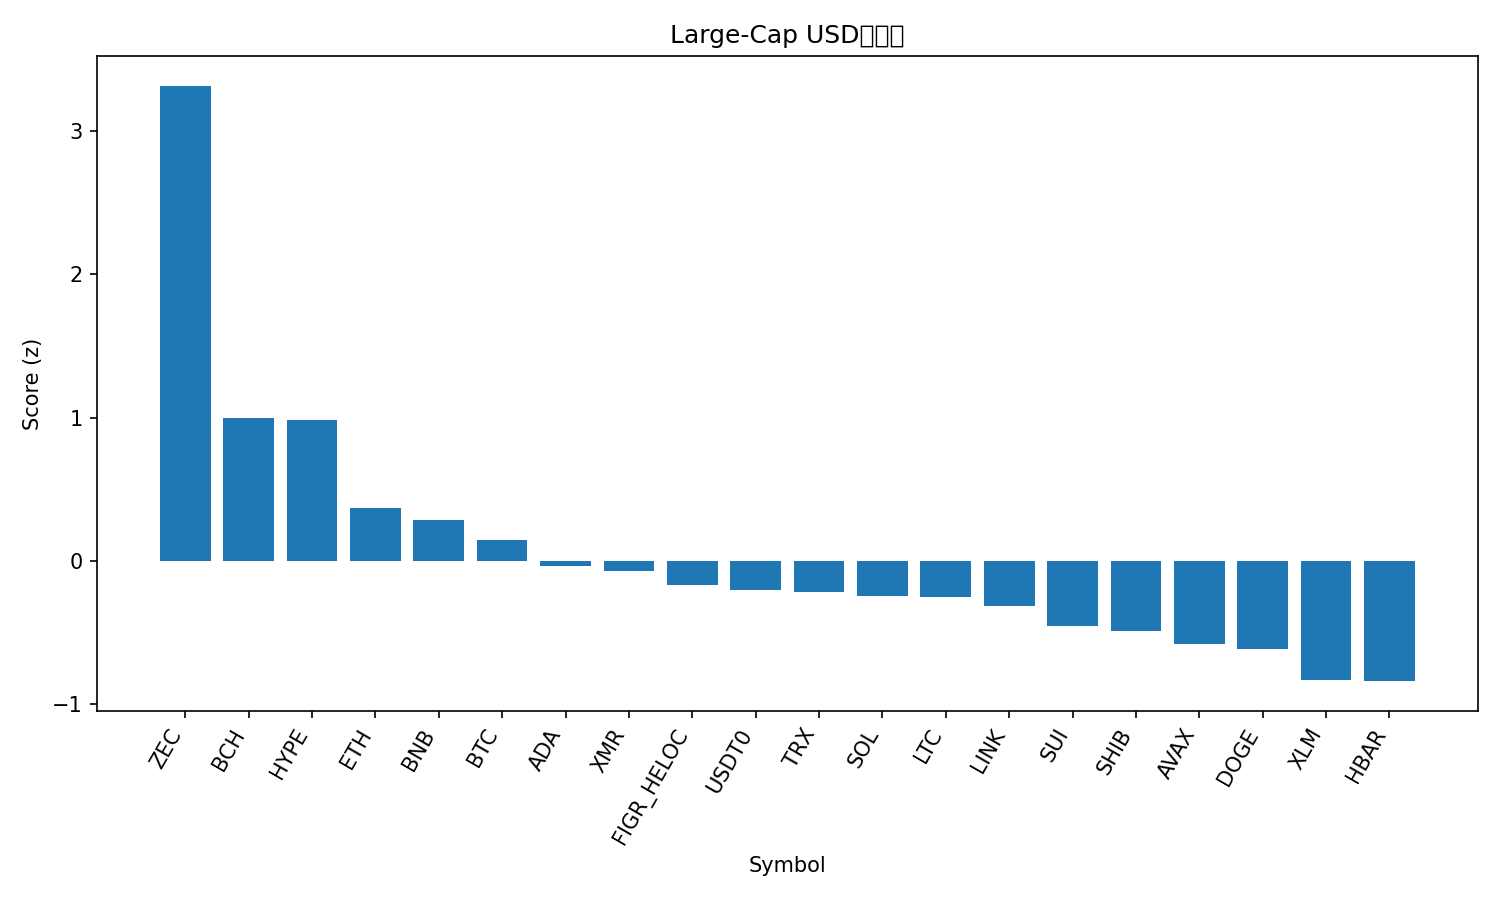 Large-Cap USD
Score (z)
3
2
1
0
−1
ZEC
BCH
HYPE
ETH
BNB
BTC
ADA
XMR
FIGR_HELOC
USDT0
TRX
SOL
LTC
LINK
SUI
SHIB
AVAX
DOGE
XLM
HBAR
Symbol